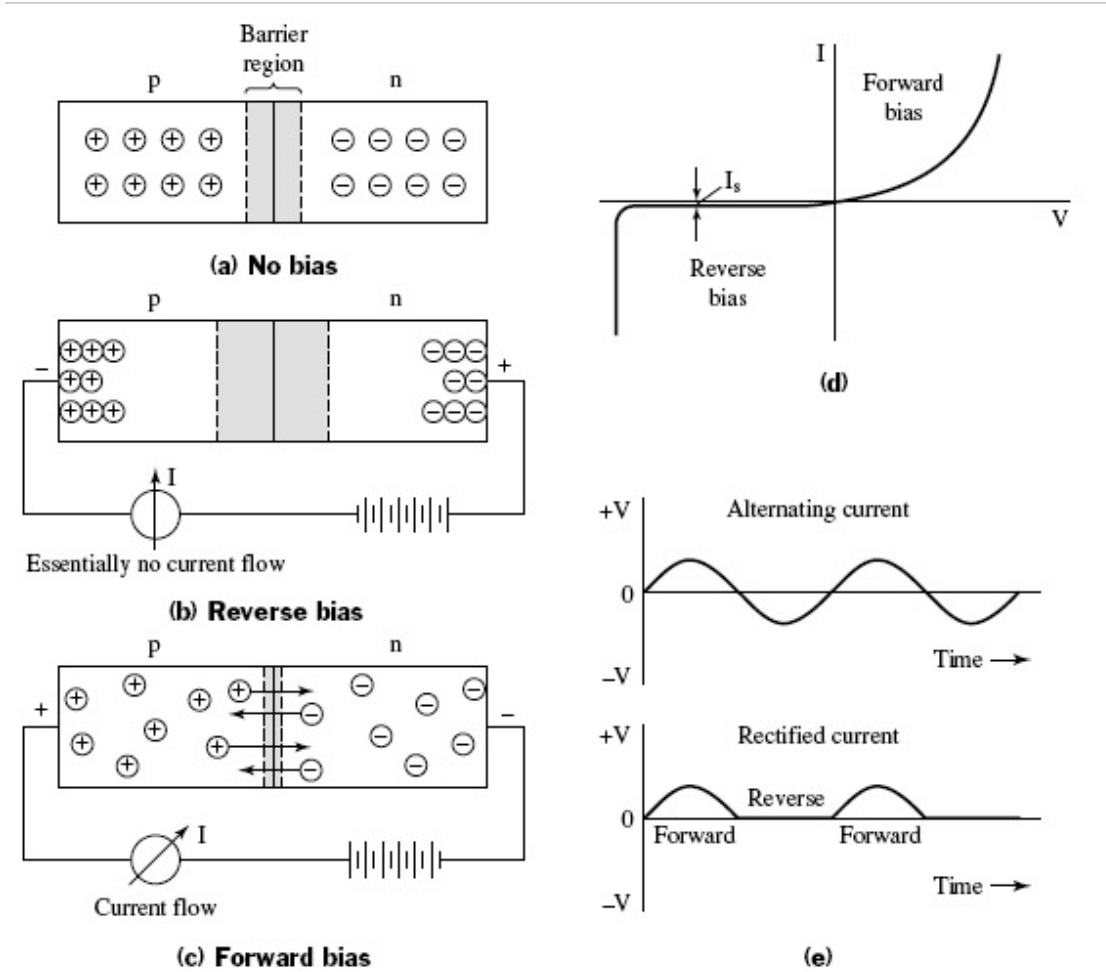 Barrier
region
p
n
+ + + +
− − − −
+ + + +
− − − −
(a) No bias
p
n
+++
−−−
−
++
−−
+
+++
−−−
I
Essentially no current flow
(b) Reverse bias
p
n
+
−
I
Current flow
(c) Forward bias
I
Forward
bias
Is
V
Reverse
bias
(d)
+V
Alternating current
0
Time
−V
+V
Rectified current
Reverse
0
Forward
Forward
Time
−V
(e)